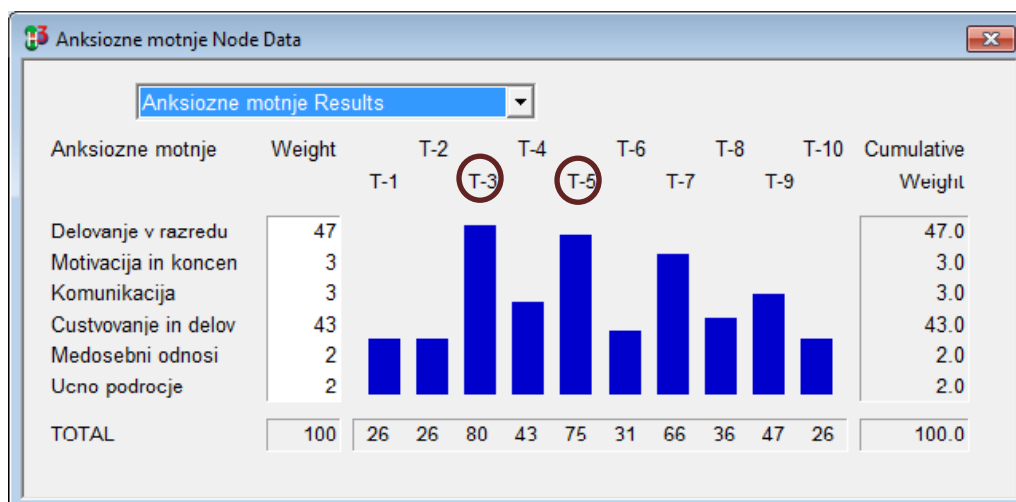 Anksiozne motnje Node Data
Anksiozne motnje Results
Anksiozne motnje Weight T-2 T-4 T-6 T-8 T-10 Cumulative
T-1 T-3 T-5 T-7 T-9 Weight
Delovanje v razredu 47 47.0
Motivacija in koncen 3 3.0
Komunikacija 3 3.0
Custvovanje in delov 43 43.0
Medosebni odnosi 2 2.0
Ucno podrocje 2 2.0
TOTAL 100 26 26 80 43 75 31 66 36 47 26 100.0